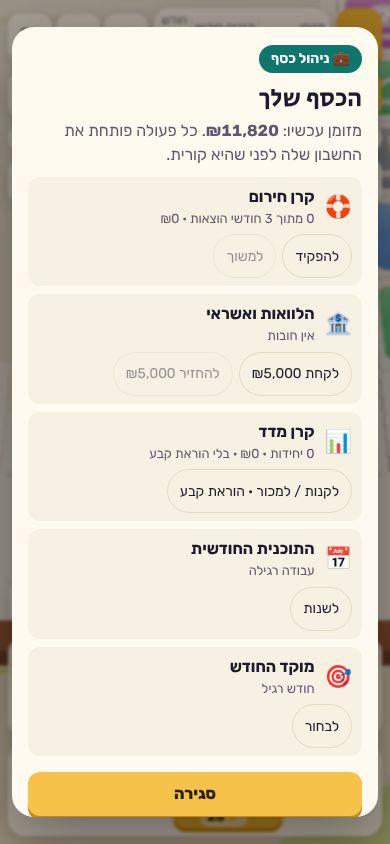 💼 ניהול כסף
הכסף שלך
מזומן עכשיו: ₪11,820. כל פעולה פותחת את
החשבון שלה לפני שהיא קורית.
קרן חירום
0 מתוך 3 חודשי הוצאות · ₪0
להפקיד
למשוך
הלוואות ואשראי
אין חובות
לקחת ₪5,000
להחזיר ₪5,000
קרן מדד
0 יחידות · ₪0 · בלי הוראת קבע
לקנות / למכור · הוראת קבע
התוכנית החודשית
עבודה רגילה
לשנות
מוקד החודש
חודש רגיל
לבחור
סגירה